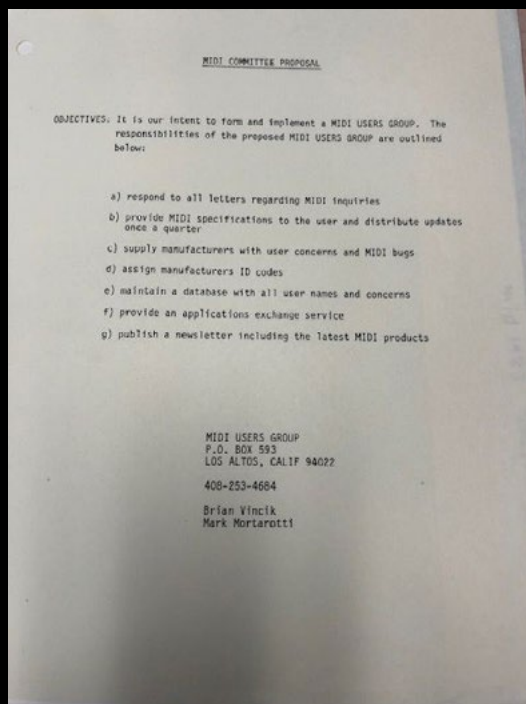 MIDI COMMITTEE PROPOSAL
OBJECTIVES: It is our intent to form and implement a MIDI USERS GROUP. The
responsibilities of the proposed MIDI USERS GROUP are outlined
below:
a) respond to all letters regarding MIDI inquiries
b) provide MIDI specifications to the user and distribute updates
once a quarter
c) supply manufacturers with user concerns and MIDI bugs
d) assign manufacturers ID codes
e) maintain a database with all user names and concerns
f) provide an applications exchange service
g) publish a newsletter including the latest MIDI products
MIDI USERS GROUP
P.O. BOX 593
LOS ALTOS, CALIF 94022
408-253-4684
Brian Vincik
Mark Mortarotti